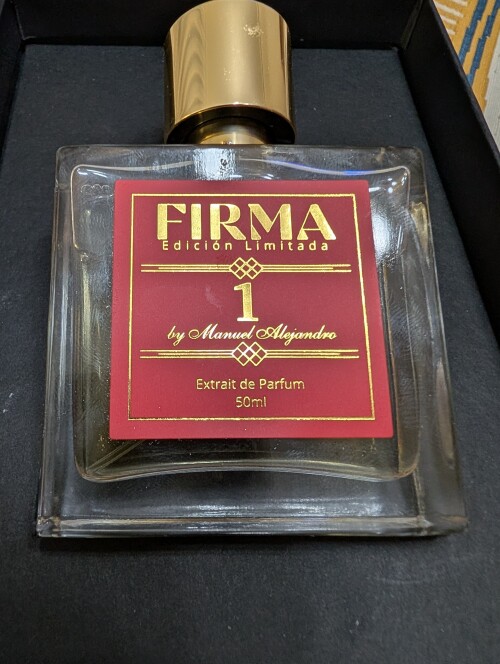 FIRMA
Edición Limitada
1
by Manuel Alejandro
Extrait de Parfum
50ml